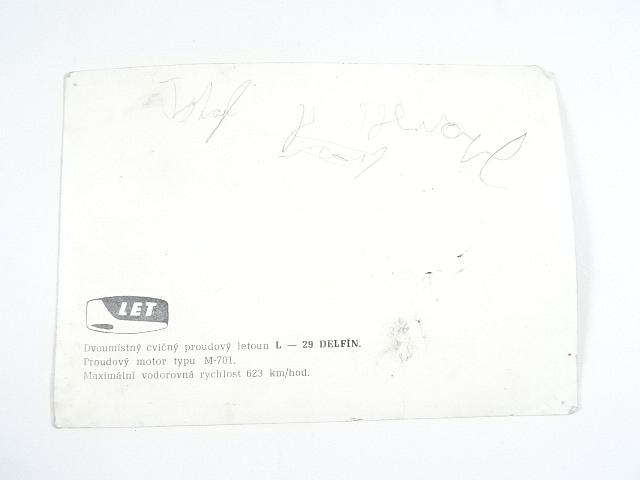 LET
Dvoumístný cvičný proudový letoun L — 29 DELFÍN.
Proudový motor typu M-701.
Maximální vodorovná rychlost 623 km/hod.